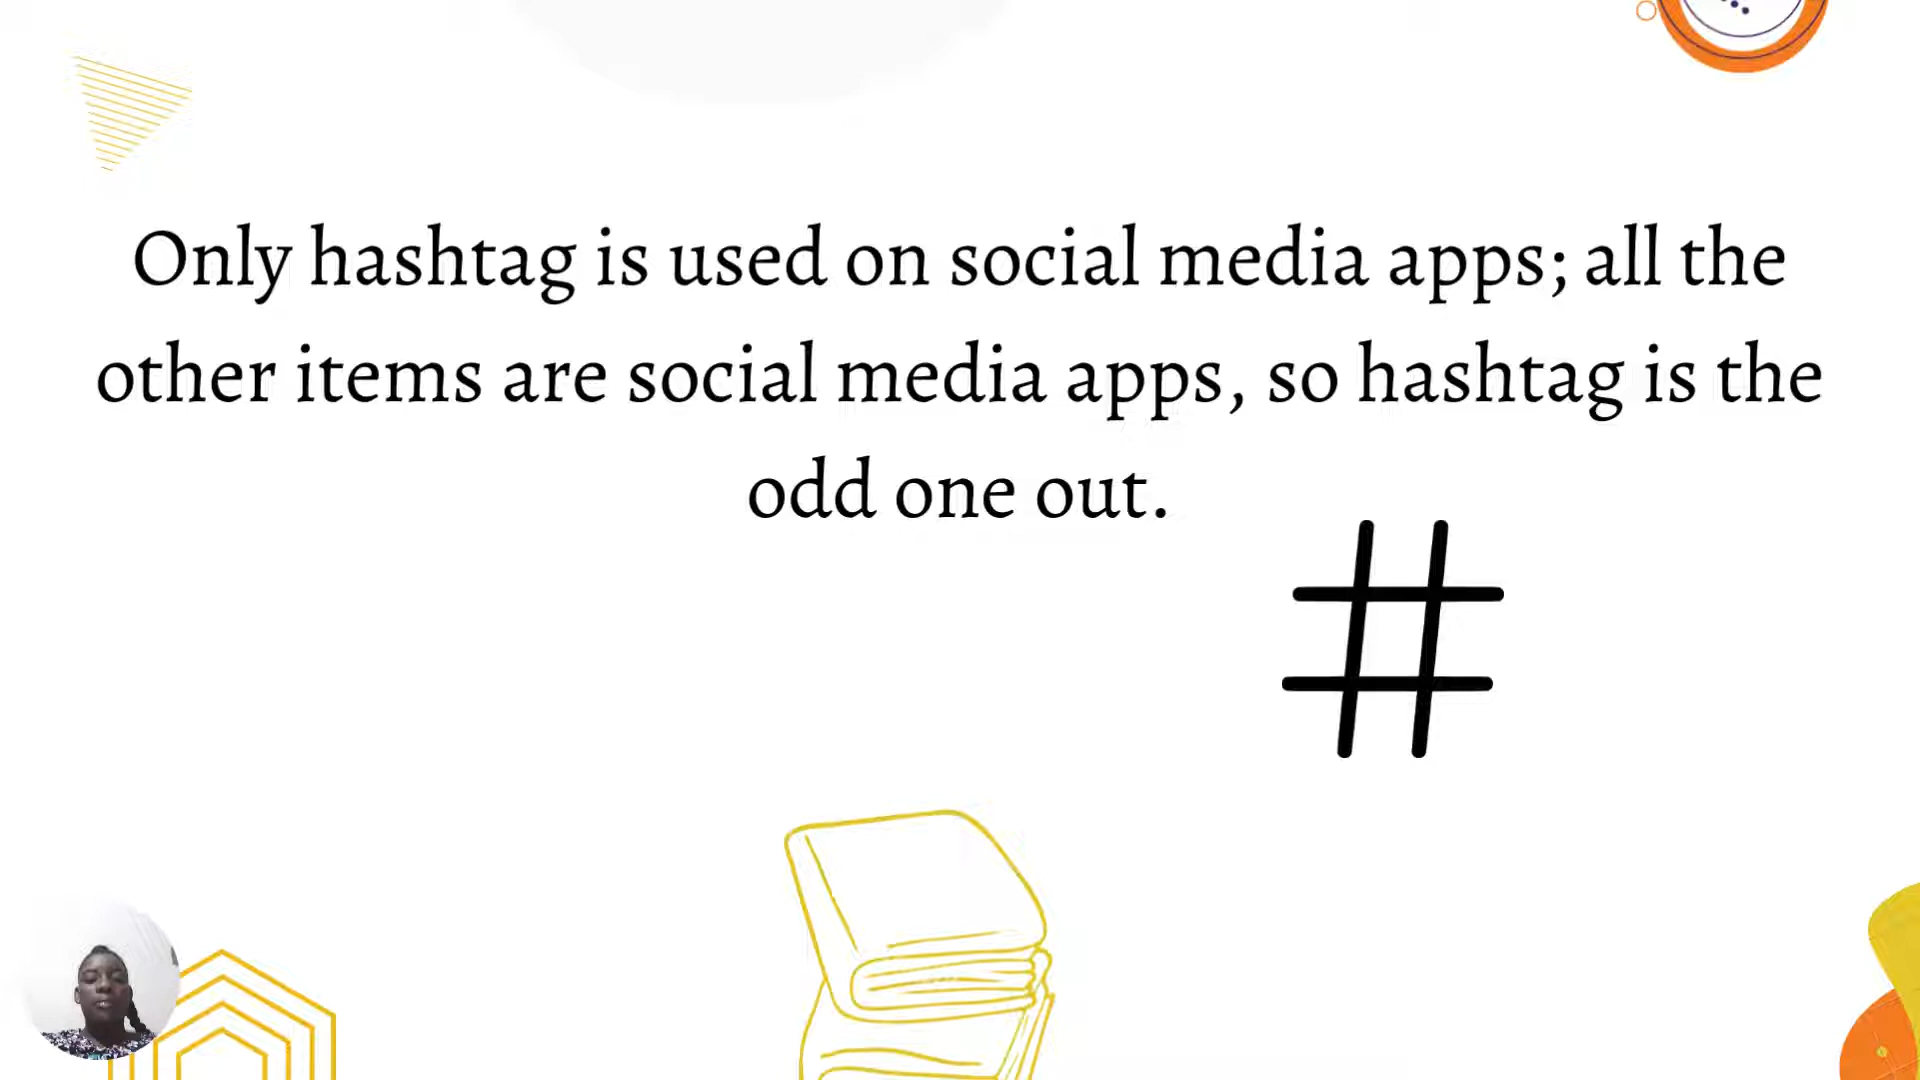 Only hashtag is used on social media apps; all the
other items are social media apps, so hashtag is the
odd one out.
#